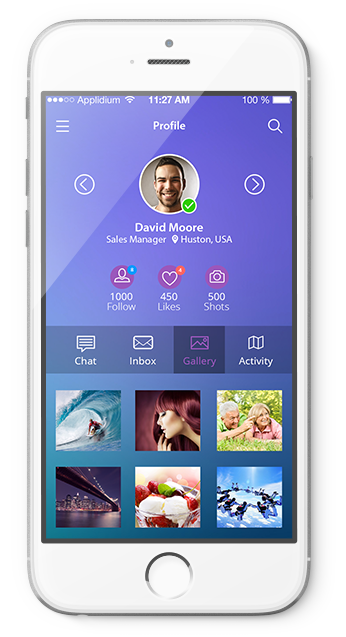 Applidium 11:27 AM 100 %
Profile
David Moore
Sales Manager Huston, USA
8 4
1000 450 500
Follow Likes Shots
Chat Inbox Gallery Activity